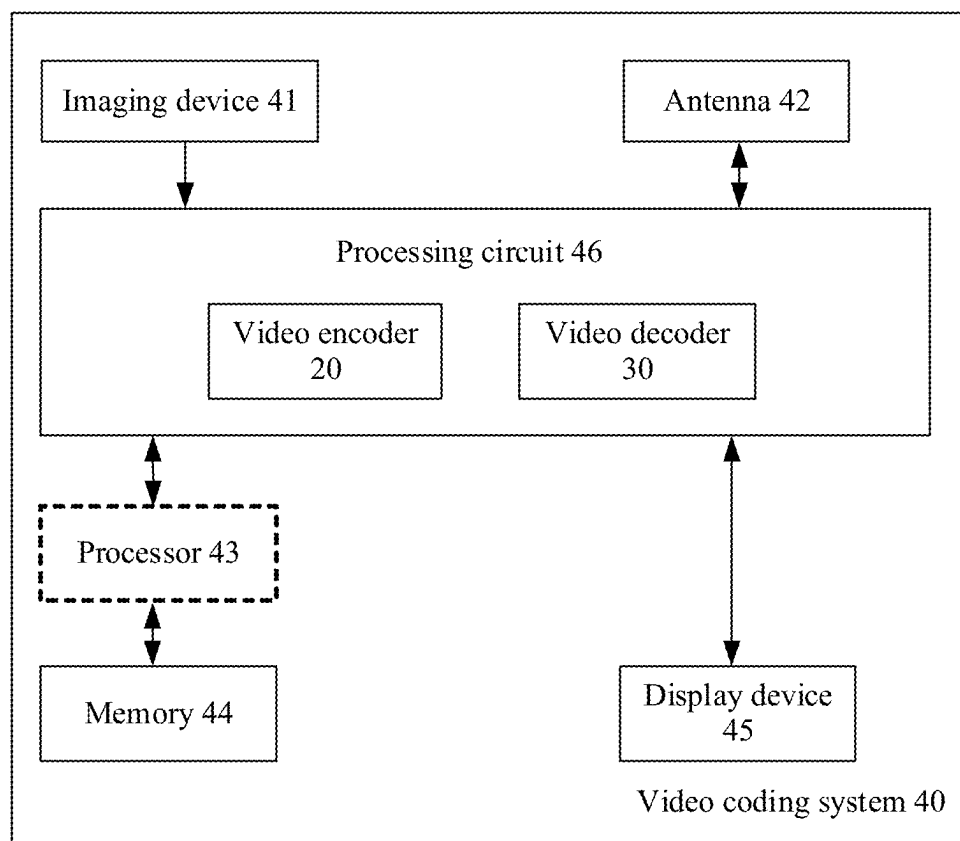 Imaging device 41
Antenna 42
Processing circuit 46
Video encoder
20
Video decoder
30
Processor 43
Memory 44
Display device
45
Video coding system 40